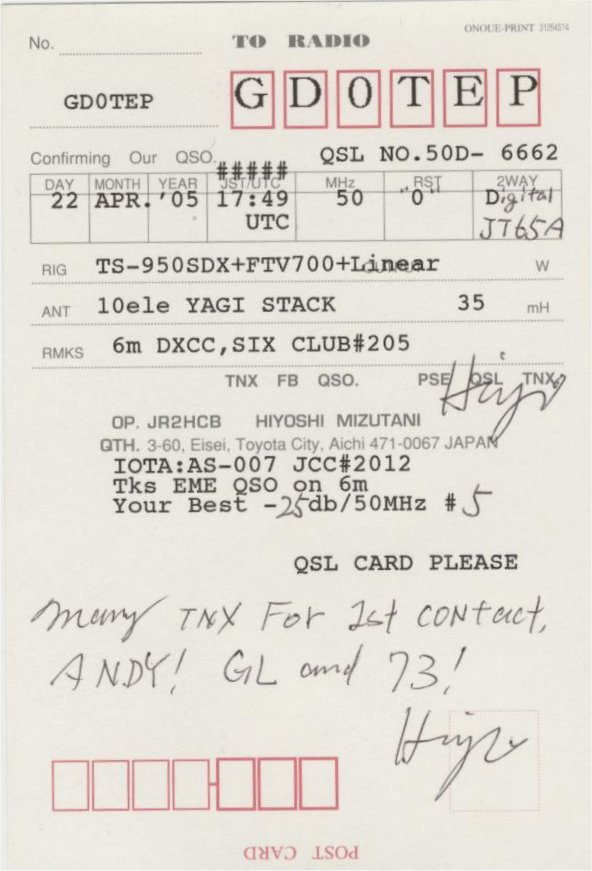 ONOUE-PRINT 31264514
No. TO RADIO
GD0TEP GD0TEP
Confirming Our QSO. QSL NO.50D- 6662
#####
DAY MONTH YEAR JST/UTC MHz RST 2WAY
22 APR. '05 17:49 50 "O" Digital
UTC JT65A
RIG TS-950SDX+FTV700+Linear W
ANT 10ele YAGI STACK 35 mH
RMKS 6m DXCC,SIX CLUB#205
TNX FB QSO. PSE QSL TNX
OP. JR2HCB HIYOSHI MIZUTANI
QTH. 3-60, Eisei, Toyota City, Aichi 471-0067 JAPAN
IOTA:AS-007 JCC#2012
Tks EME QSO on 6m
Your Best -25db/50MHz #5
QSL CARD PLEASE
Many TNX For 1st contact,
ANDY! GL and 73!
POST CARD